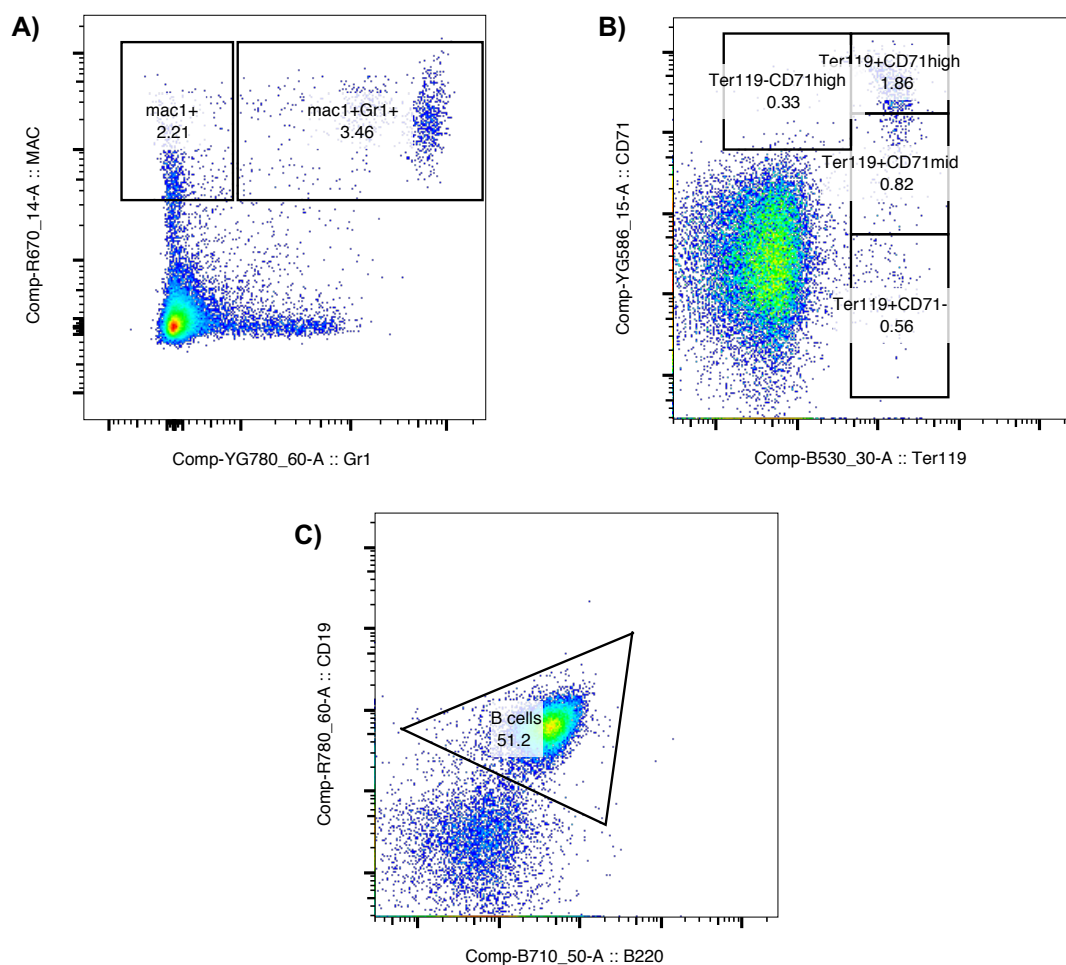 A)
mac1+
2.21
mac1+Gr1+
3.46
Comp-R670_14-A :: MAC
Comp-YG780_60-A :: Gr1
B)
Ter119-CD71high
0.33
Ter119+CD71high
1.86
Ter119+CD71mid
0.82
Ter119+CD71-
0.56
Comp-YG586_15-A :: CD71
Comp-B530_30-A :: Ter119
C)
B cells
51.2
Comp-R780_60-A :: CD19
Comp-B710_50-A :: B220